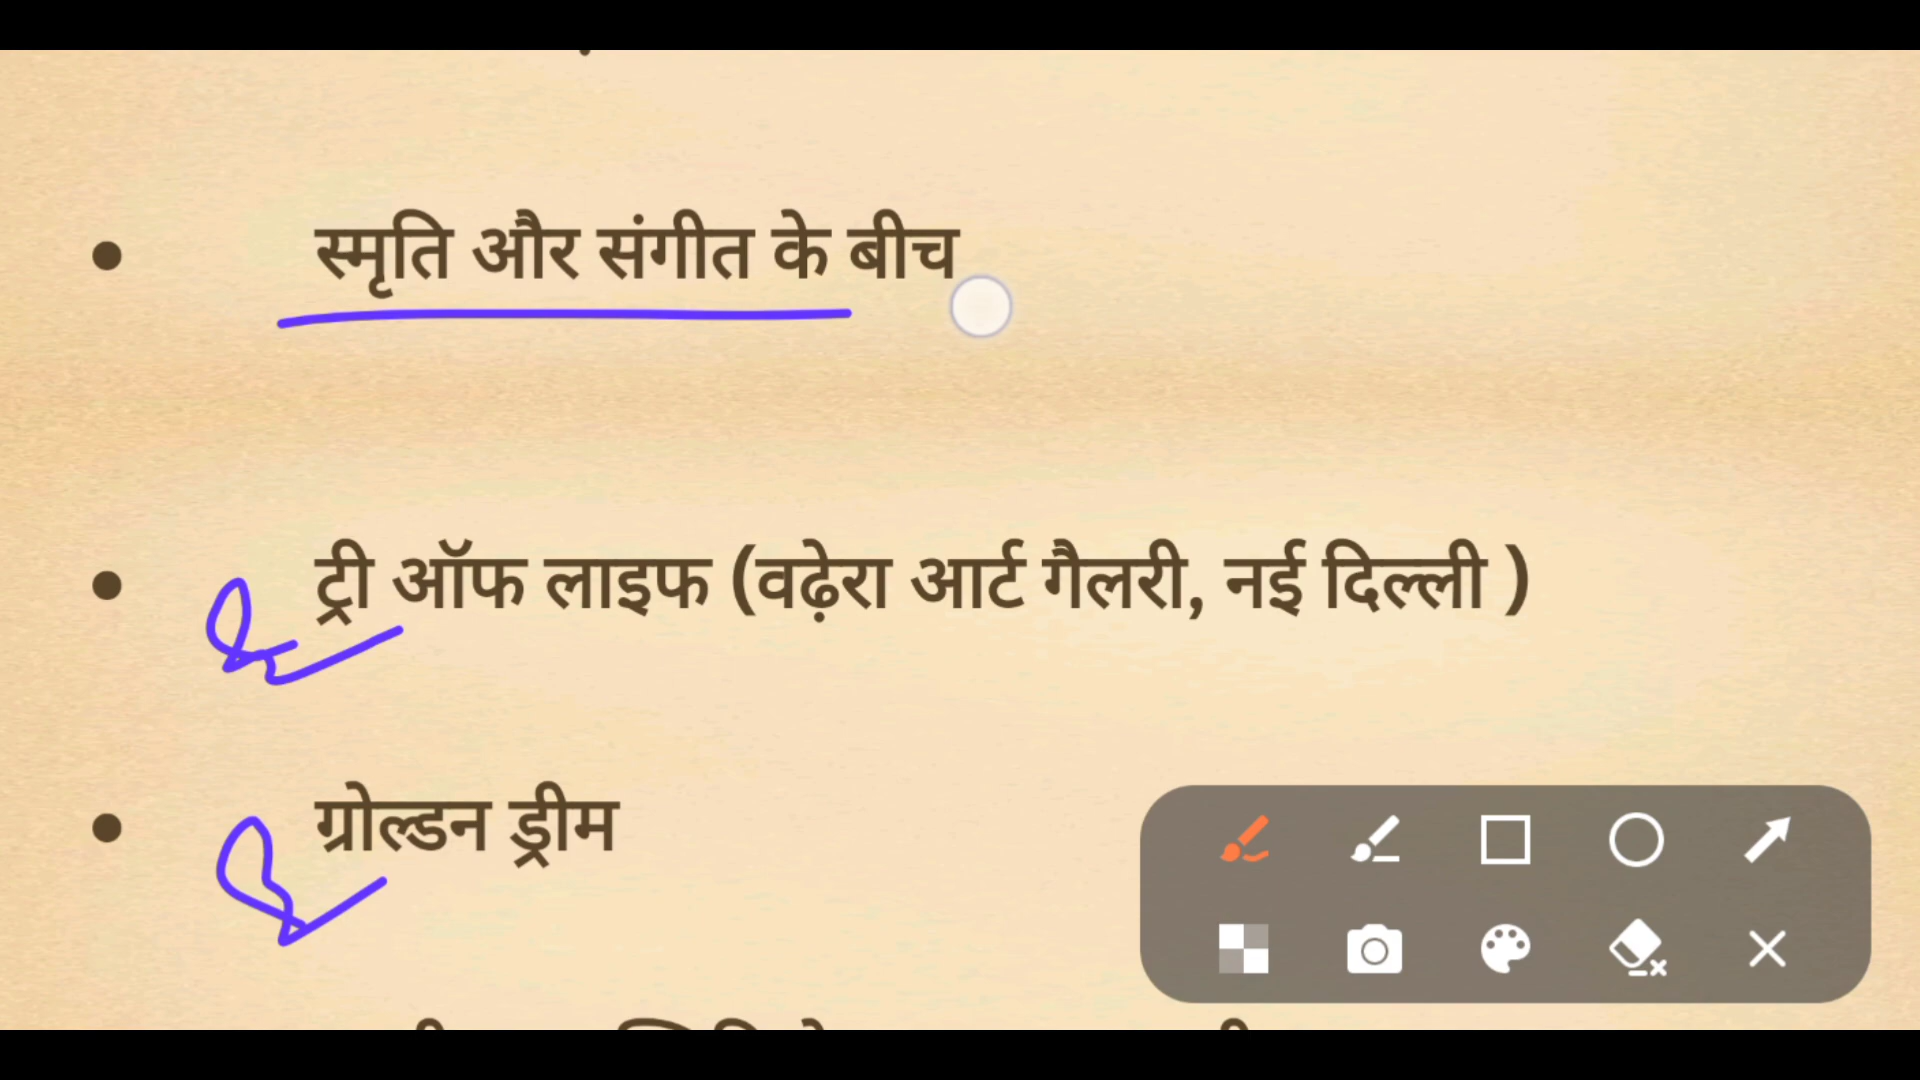 स्मृति और संगीत के बीच
ट्री ऑफ लाइफ (वढ़ेरा आर्ट गैलरी, नई दिल्ली )
ग्रोल्डन ड्रीम